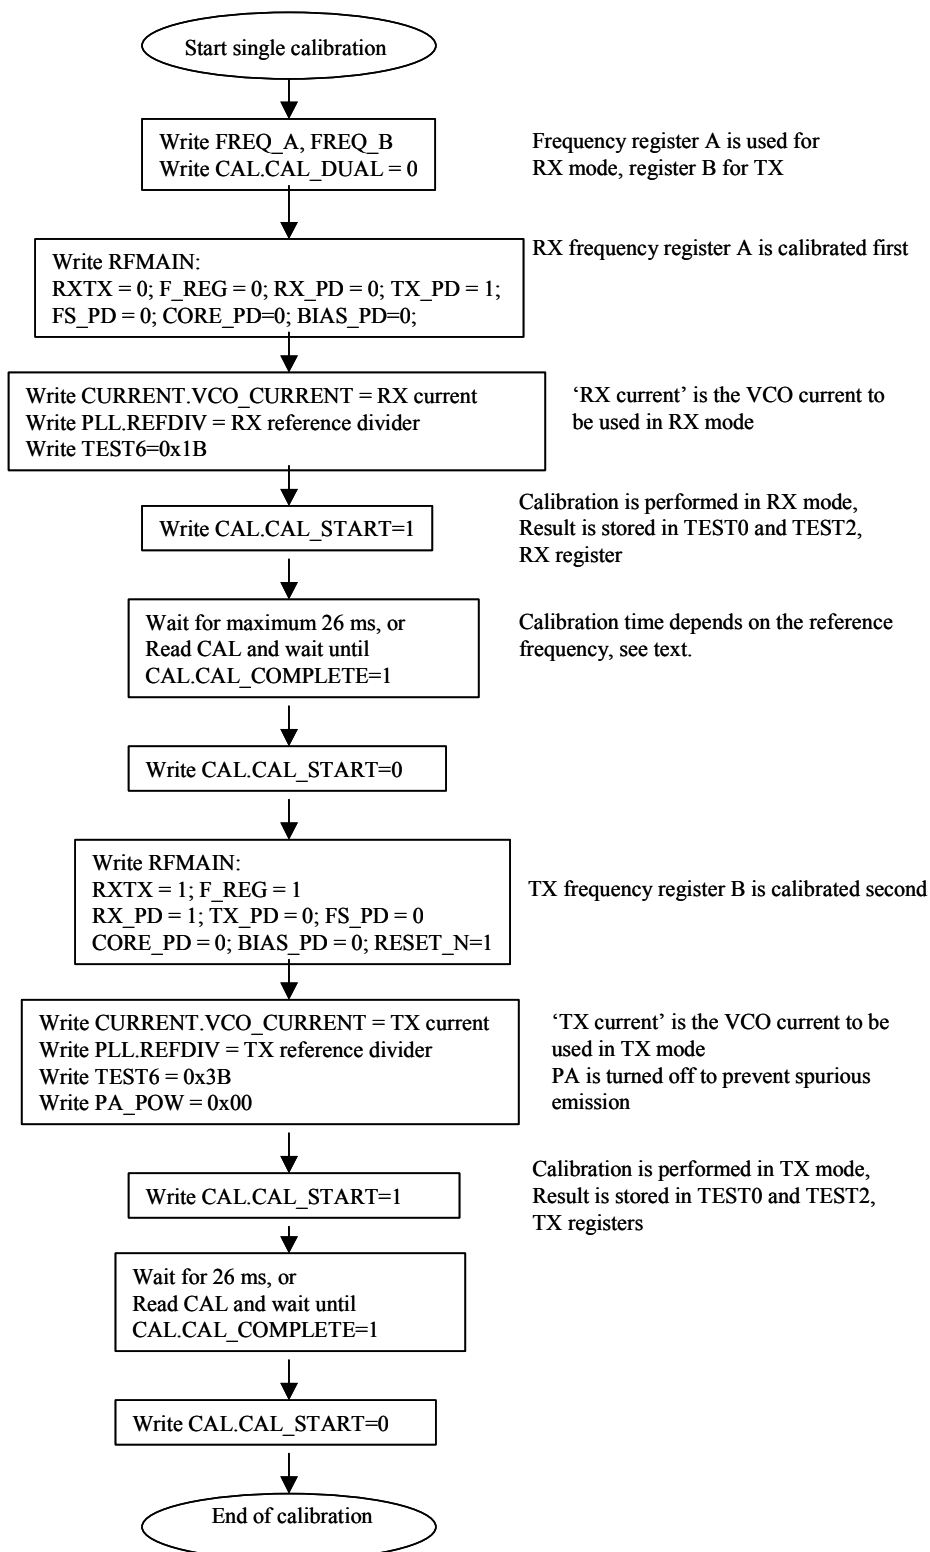 Start single calibration
Write FREQ_A, FREQ_B
Write CAL.CAL_DUAL = 0
Frequency register A is used for
RX mode, register B for TX
RX frequency register A is calibrated first
Write RFMAIN:
RXTX = 0; F_REG = 0; RX_PD = 0; TX_PD = 1;
FS_PD = 0; CORE_PD=0; BIAS_PD=0;
Write CURRENT.VCO_CURRENT = RX current
Write PLL.REFDIV = RX reference divider
Write TEST6=0x1B
‘RX current’ is the VCO current to
be used in RX mode
Write CAL.CAL_START=1
Calibration is performed in RX mode,
Result is stored in TEST0 and TEST2,
RX register
Wait for maximum 26 ms, or
Read CAL and wait until
CAL.CAL_COMPLETE=1
Calibration time depends on the reference
frequency, see text.
Write CAL.CAL_START=0
Write RFMAIN:
RXTX = 1; F_REG = 1
RX_PD = 1; TX_PD = 0; FS_PD = 0
CORE_PD = 0; BIAS_PD = 0; RESET_N=1
TX frequency register B is calibrated second
Write CURRENT.VCO_CURRENT = TX current
Write PLL.REFDIV = TX reference divider
Write TEST6 = 0x3B
Write PA_POW = 0x00
‘TX current’ is the VCO current to be
used in TX mode
PA is turned off to prevent spurious
emission
Write CAL.CAL_START=1
Calibration is performed in TX mode,
Result is stored in TEST0 and TEST2,
TX registers
Wait for 26 ms, or
Read CAL and wait until
CAL.CAL_COMPLETE=1
Write CAL.CAL_START=0
End of calibration